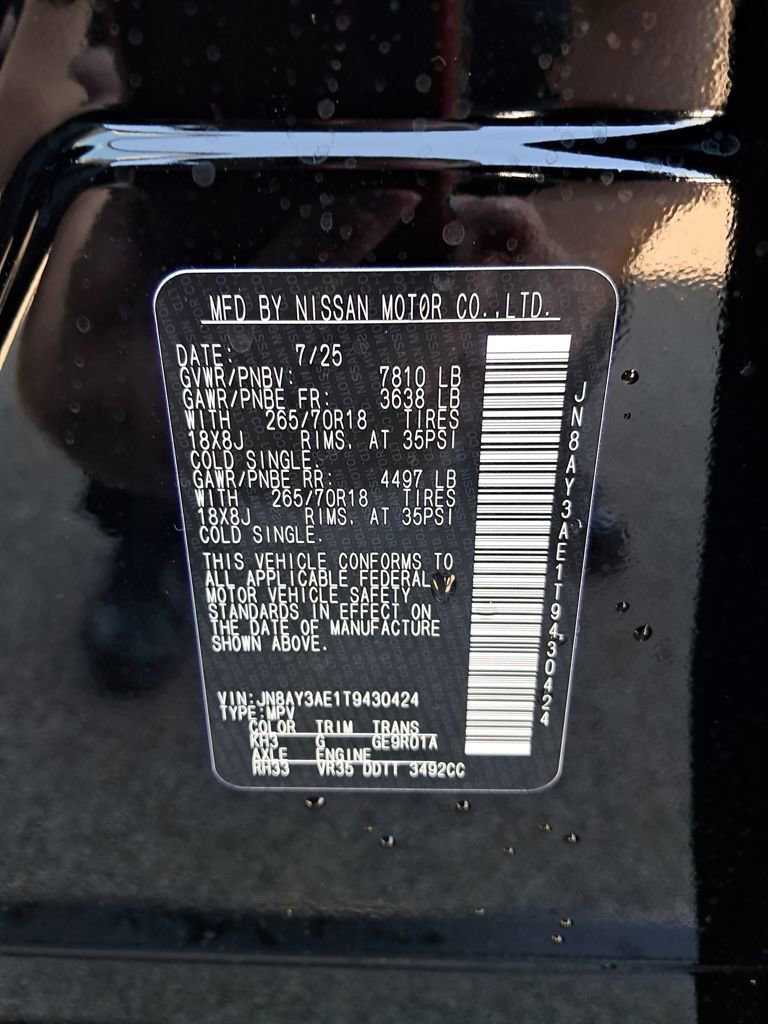 MFD BY NISSAN MOTOR CO.,LTD.
DATE: 7/25
GVWR/PNBV: 7810 LB
GAWR/PNBE FR: 3638 LB
WITH 265/70R18 TIRES
18X8J RIMS, AT 35PSI
COLD SINGLE.
GAWR/PNBE RR: 4497 LB
WITH 265/70R18 TIRES
18X8J RIMS, AT 35PSI
COLD SINGLE.
THIS VEHICLE CONFORMS TO
ALL APPLICABLE FEDERAL
MOTOR VEHICLE SAFETY
STANDARDS IN EFFECT ON
THE DATE OF MANUFACTURE
SHOWN ABOVE.
VIN:JN8AY3AE1T9430424
TYPE:MPV
COLOR TRIM TRANS
KH3 G GE9R01A
AXLE ENGINE
RH33 VR35 DDTT 3492CC
JN8AY3AE1T9430424